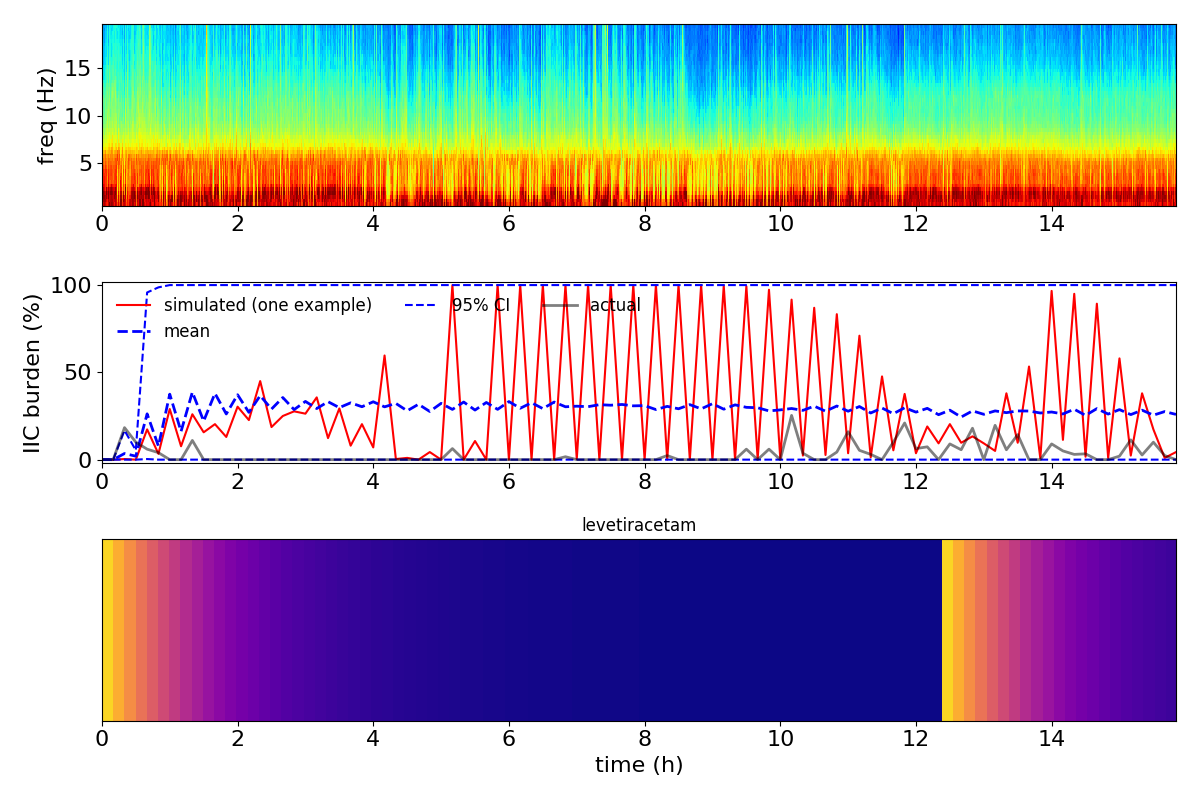 freq (Hz)
15
10
5
0 2 4 6 8 10 12 14
IIC burden (%)
100
50
0
simulated (one example) 95% CI actual
mean
0 2 4 6 8 10 12 14
levetiracetam
0 2 4 6 8 10 12 14
time (h)